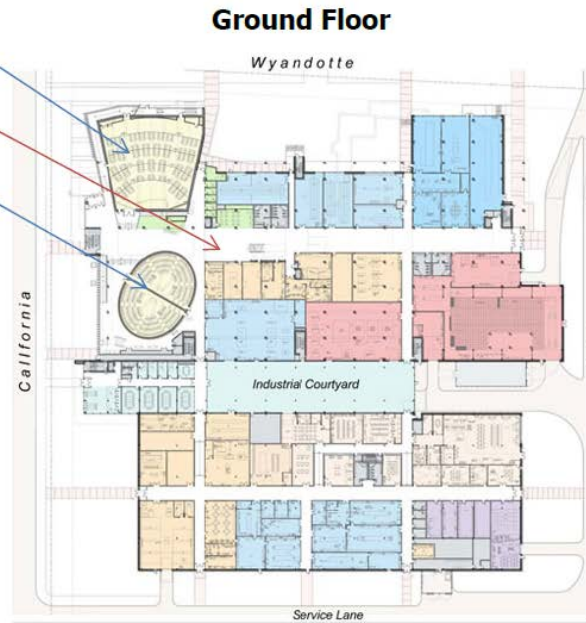 Ground Floor
Wyandotte
California
Industrial Courtyard
Service Lane